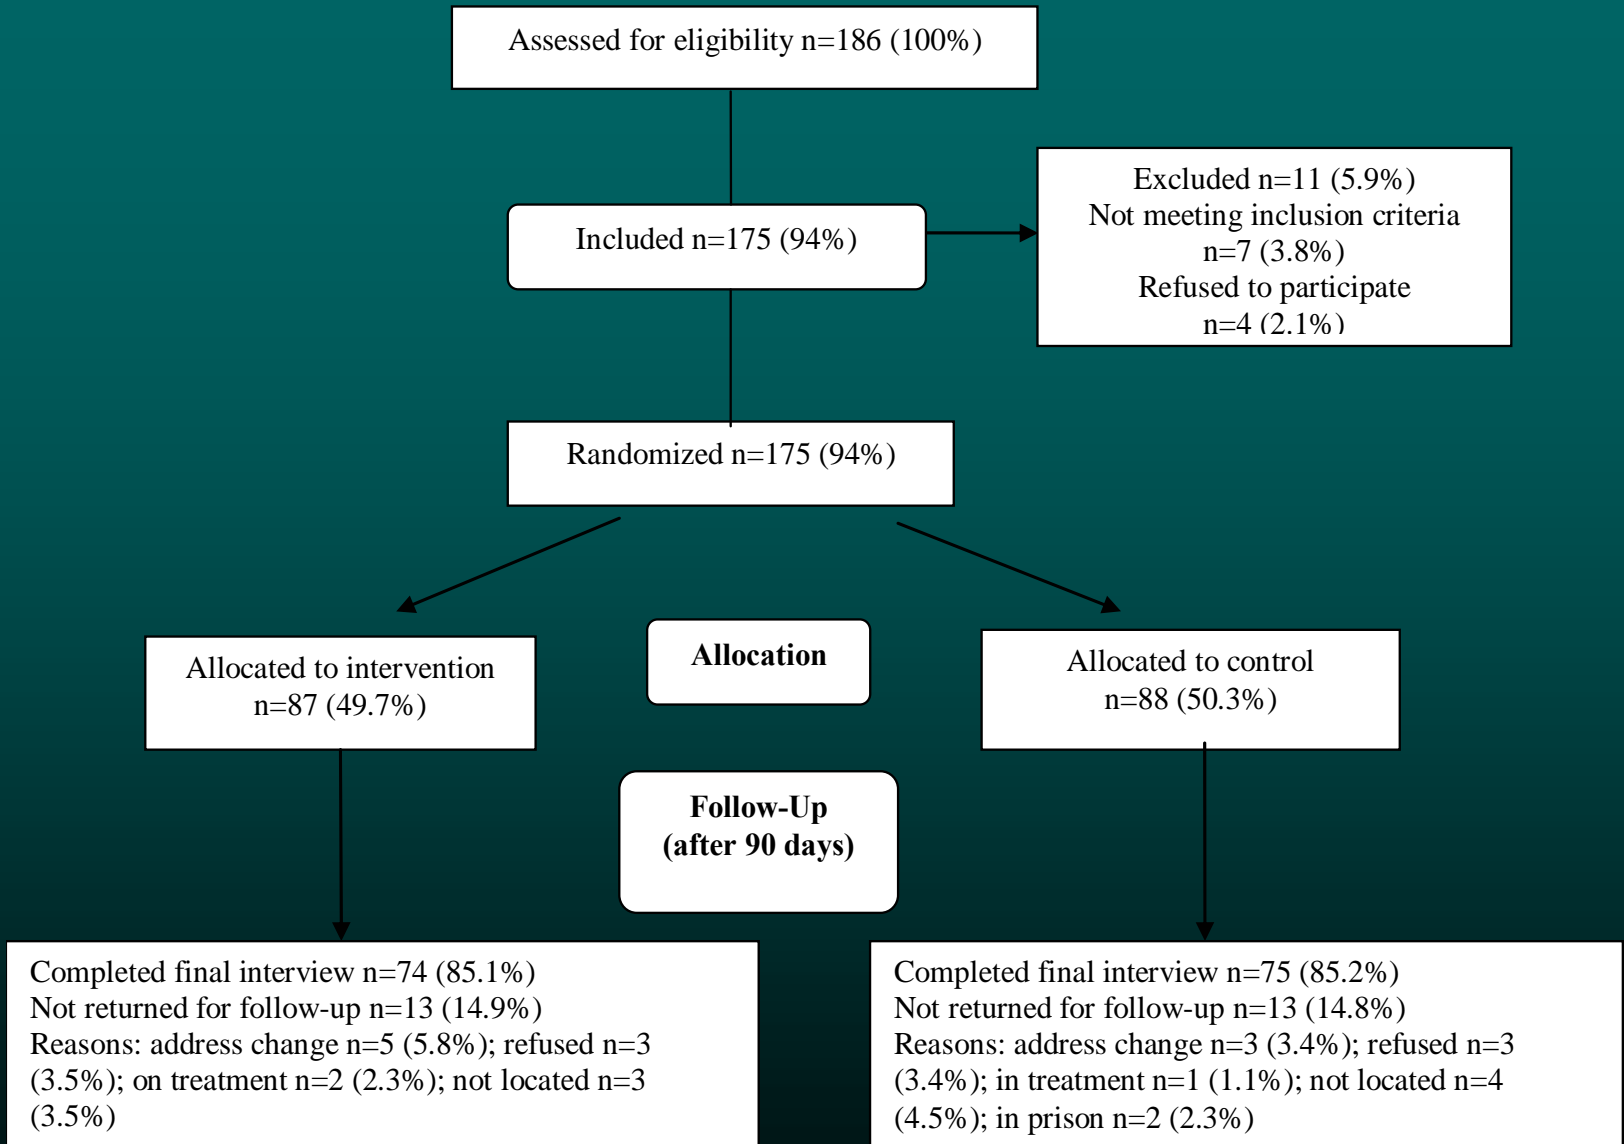 Assessed for eligibility n=186 (100%)
Excluded n=11 (5.9%)
Not meeting inclusion criteria
n=7 (3.8%)
Refused to participate
n=4 (2.1%)
Included n=175 (94%)
Randomized n=175 (94%)
Allocated to intervention
n=87 (49.7%)
Allocation
Allocated to control
n=88 (50.3%)
Follow-Up
(after 90 days)
Completed final interview n=74 (85.1%)
Not returned for follow-up n=13 (14.9%)
Reasons: address change n=5 (5.8%); refused n=3
(3.5%); on treatment n=2 (2.3%); not located n=3
(3.5%)
Completed final interview n=75 (85.2%)
Not returned for follow-up n=13 (14.8%)
Reasons: address change n=3 (3.4%); refused n=3
(3.4%); in treatment n=1 (1.1%); not located n=4
(4.5%); in prison n=2 (2.3%)